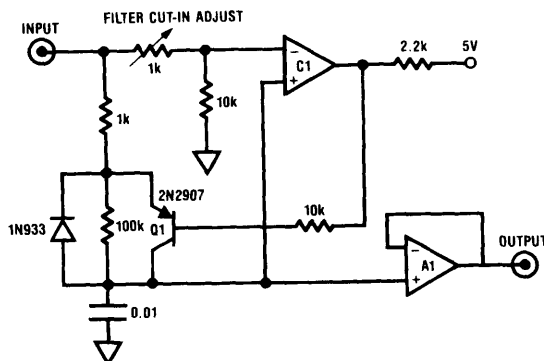 FILTER CUT-IN ADJUST
INPUT
1k
-
C1
+
2.2k
5V
10k
1k
2N2907
1N933
100k
Q1
10k
-
A1
+
OUTPUT
0.01